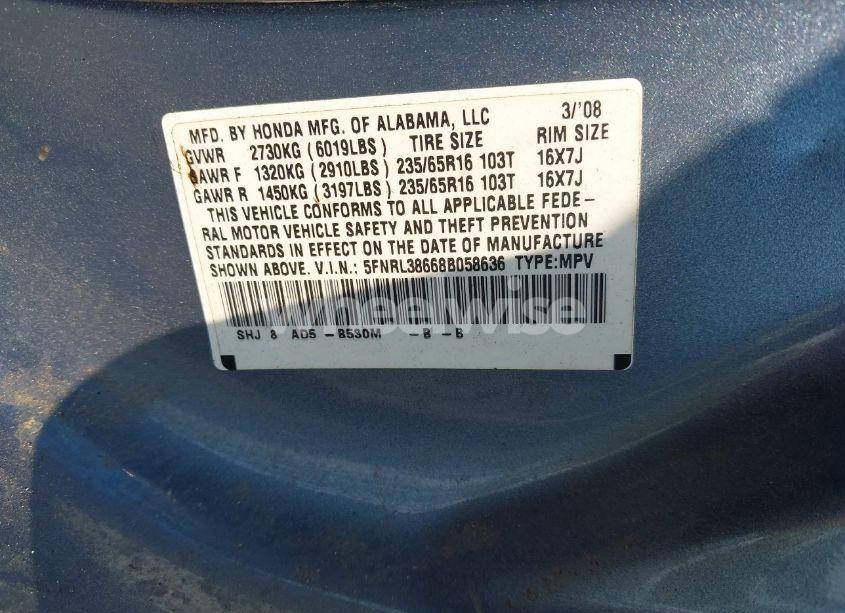 MFD. BY HONDA MFG. OF ALABAMA, LLC 3/'08
GVWR 2730KG (6019LBS) TIRE SIZE RIM SIZE
GAWR F 1320KG (2910LBS) 235/65R16 103T 16X7J
GAWR R 1450KG (3197LBS) 235/65R16 103T 16X7J
THIS VEHICLE CONFORMS TO ALL APPLICABLE FEDE-
RAL MOTOR VEHICLE SAFETY AND THEFT PREVENTION
STANDARDS IN EFFECT ON THE DATE OF MANUFACTURE
SHOWN ABOVE. V.I.N.: 5FNRL38668B058636 TYPE:MPV
wheelwise
SHJ 8 AD5 -B530M -B -B